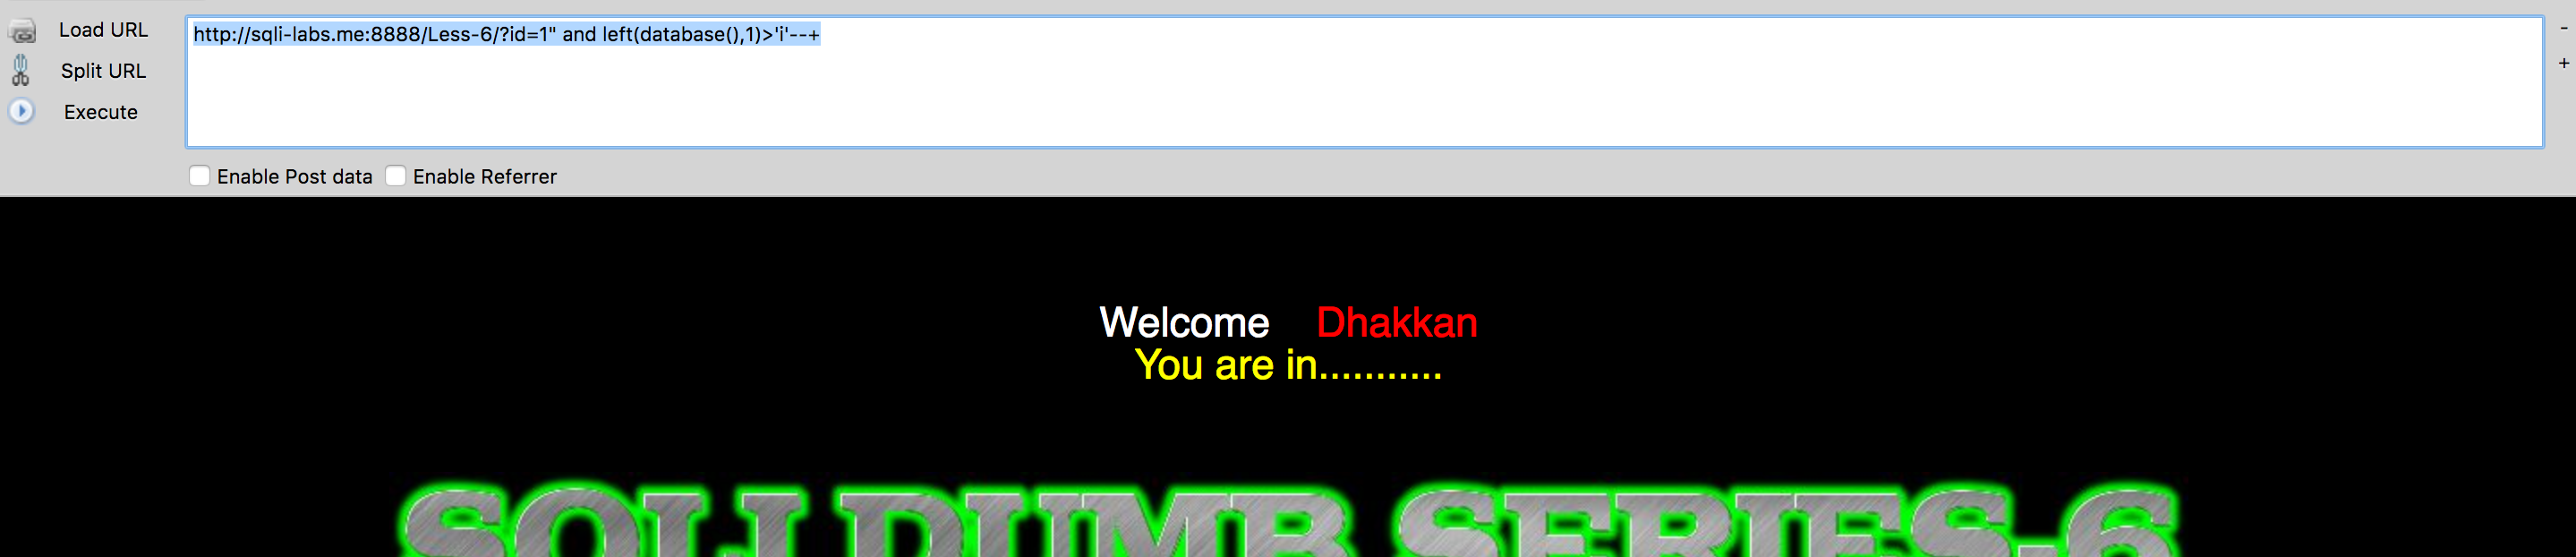 Load URL
http://sqli-labs.me:8888/Less-6/?id=1" and left(database(),1)>'i'--+
-
Split URL
+
Execute
Enable Post data Enable Referrer
Welcome Dhakkan
You are in...........
SQLI DUMB SERIES-6